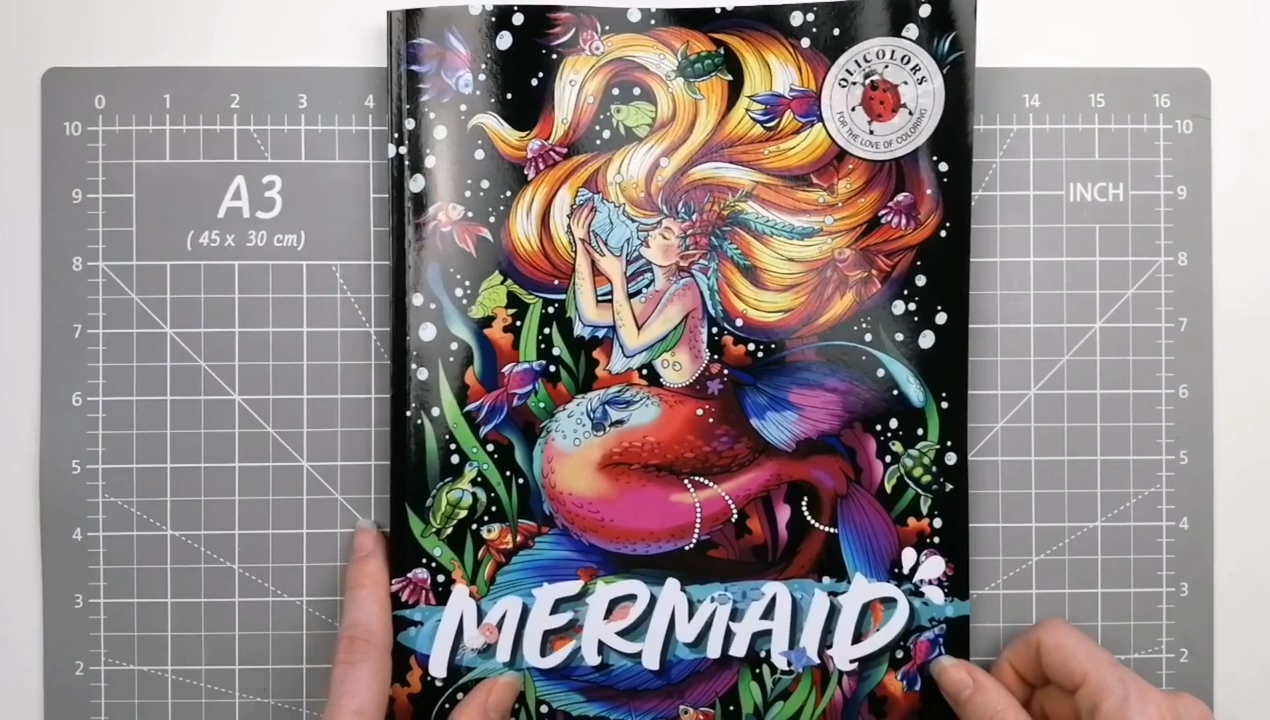 OLICOLORS
FOR THE LOVE OF COLORING
0 1 2 3 4 14 15 16
10 10
A3
( 45 x 30 cm)
INCH
9 9
8 8
7 7
6 6
5 5
4 4
3 3
2 2
MERMAID